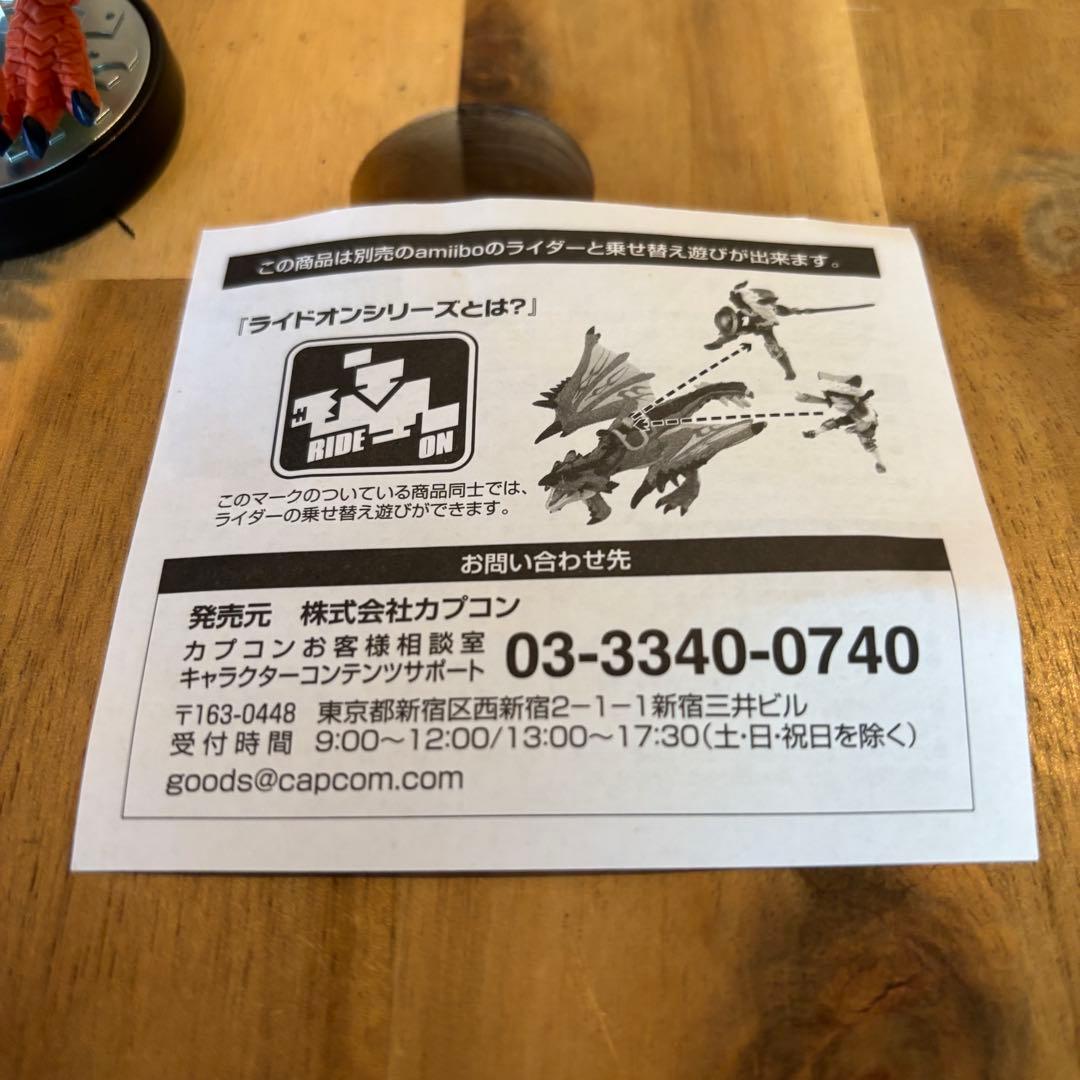 この商品は別売のamiiboのライダーと乗せ替え遊びが出来ます。
『ライドオンシリーズとは?』
RIDE ON
このマークのついている商品同士では、
ライダーの乗せ替え遊びができます。
お問い合わせ先
発売元　株式会社カプコン
カプコンお客様相談室
キャラクターコンテンツサポート
03-3340-0740
〒163-0448　東京都新宿区西新宿2−1−1新宿三井ビル
受付時間　9:00〜12:00/13:00〜17:30(土・日・祝日を除く)
goods@capcom.com